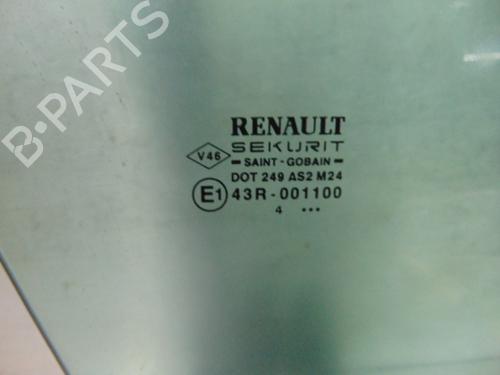 B-PARTS
RENAULT
SEKURIT
V46
SAINT-GOBAIN
DOT 249 AS2 M24
E1 43R-001100
4 •••